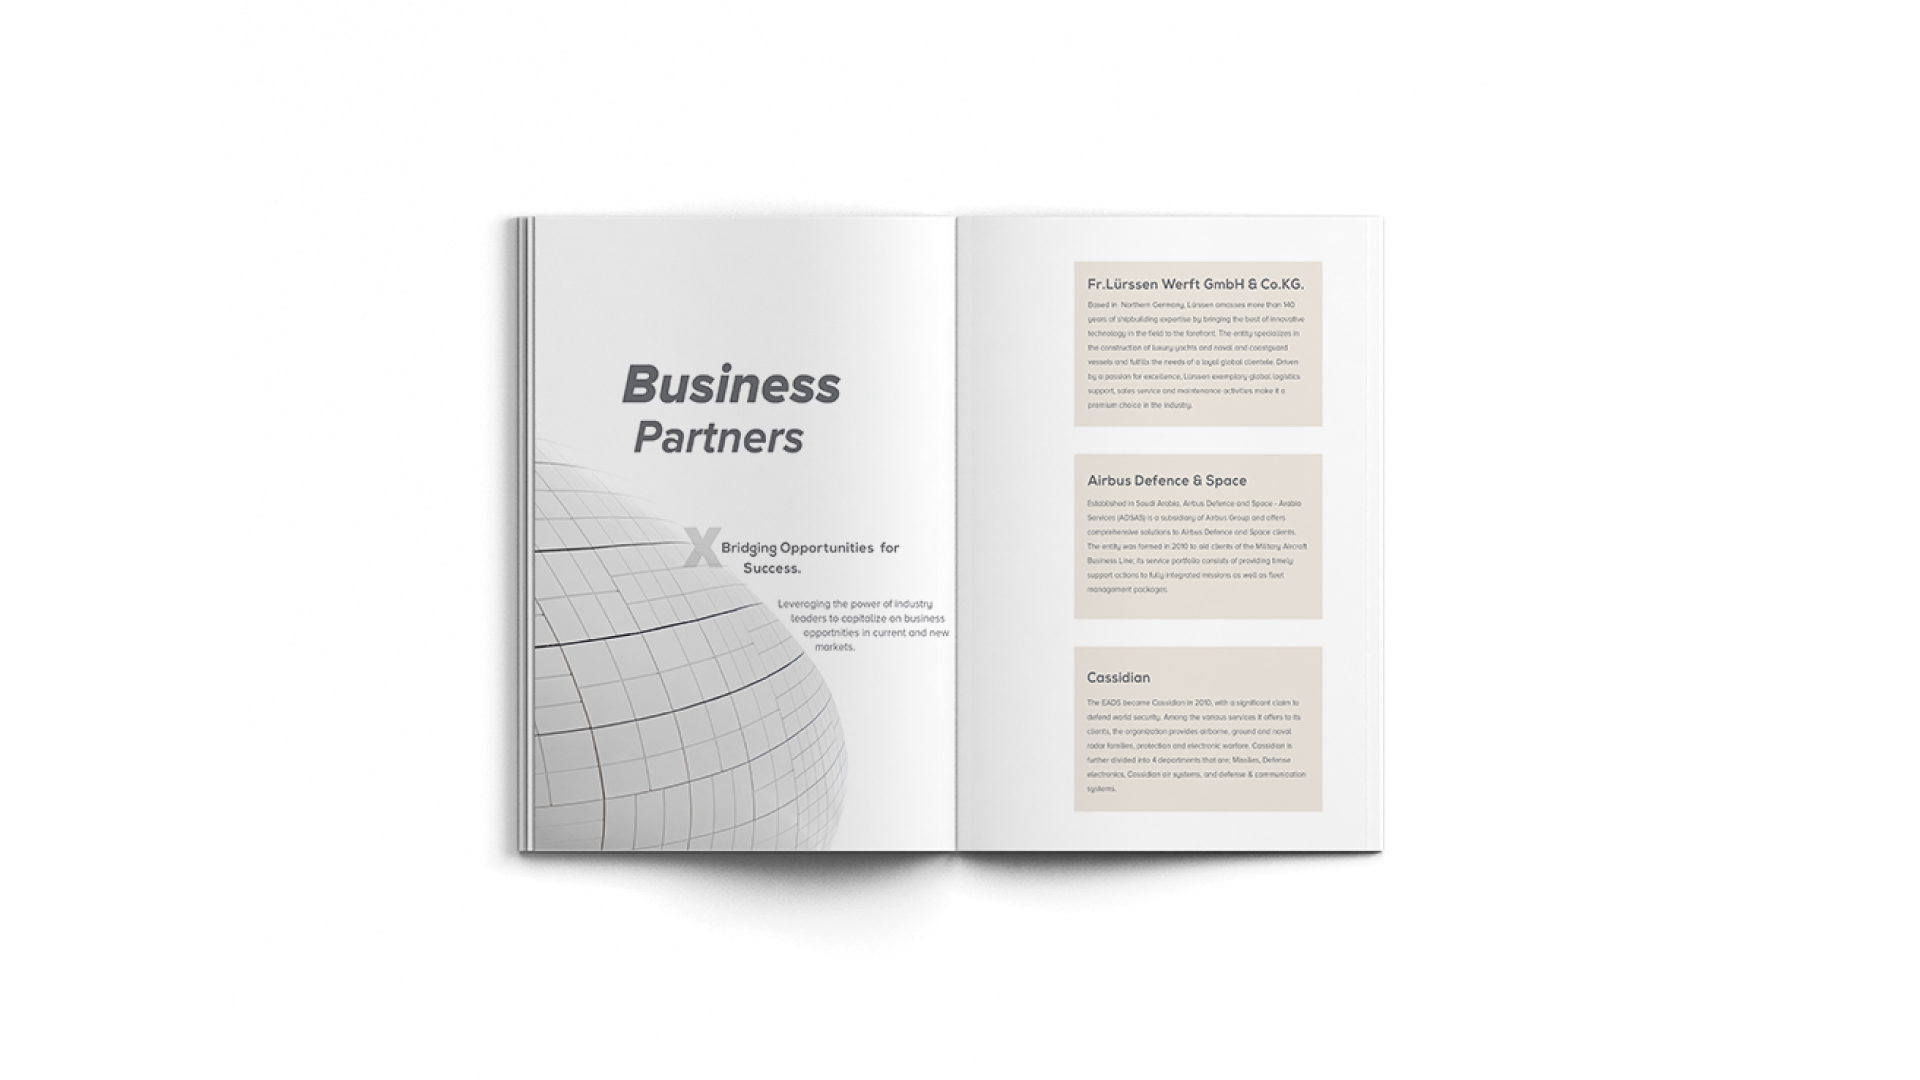 Business
Partners
X
Bridging Opportunities for
Success.
Leveraging the power of industry
leaders to capitalize on business
opportnities in current and new
markets.
Fr.Lürssen Werft GmbH & Co.KG.
Based in Northern Germany, Lürssen amasses more than 140
years of shipbuilding expertise by bringing the best of innovative
technology in the field to the forefront. The entity specializes in
the construction of luxury yachts and naval and coastguard
vessels and fulfills the needs of a loyal global clientele. Driven
by a passion for excellence, Lürssen exemplary global logistics
support, sales service and maintenance activities make it a
premium choice in the industry.
Airbus Defence & Space
Established in Saudi Arabia, Airbus Defence and Space - Arabia
Services (ADSAS) is a subsidiary of Airbus Group and offers
comprehensive solutions to Airbus Defence and Space clients.
The entity was formed in 2010 to aid clients of the Military Aircraft
Business Line; its service portfolio consists of providing timely
support actions to fully integrated missions as well as fleet
management packages.
Cassidian
The EADS became Cassidian in 2010, with a significant claim to
defend world security. Among the various services it offers to its
clients, the organization provides airborne, ground and naval
radar families, protection and electronic warfare. Cassidian is
further divided into 4 departments that are; Missiles, Defense
electronics, Cassidian air systems, and defense & communication
systems.